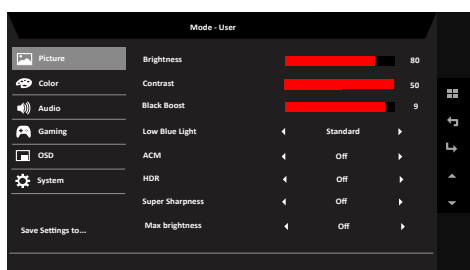 Mode - User
Picture
Brightness 80
Color
Contrast 50
Audio
Black Boost 9
Gaming
Low Blue Light Standard
OSD
ACM Off
System
HDR Off
Super Sharpness Off
Save Settings to...
Max brightness Off